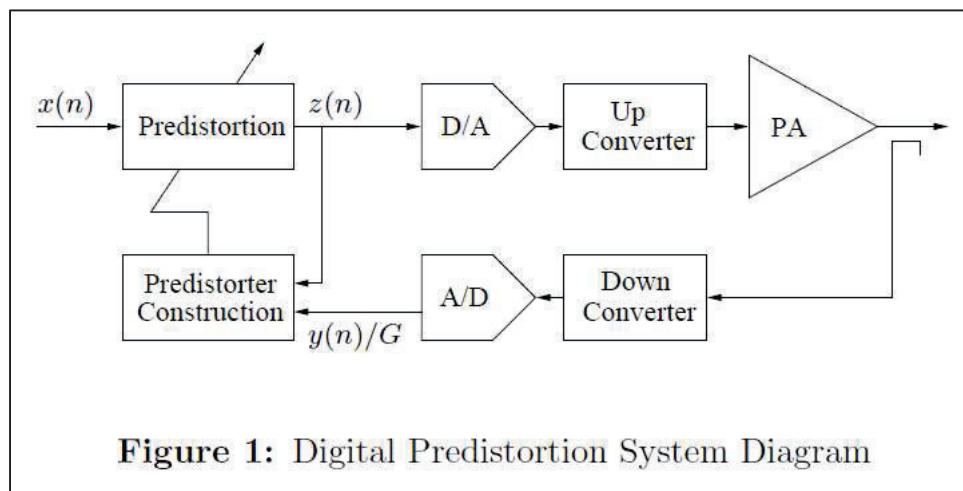 x(n)
Predistortion
z(n)
D/A
Up
Converter
PA
Predistorter
Construction
y(n)/G
A/D
Down
Converter
Figure 1: Digital Predistortion System Diagram